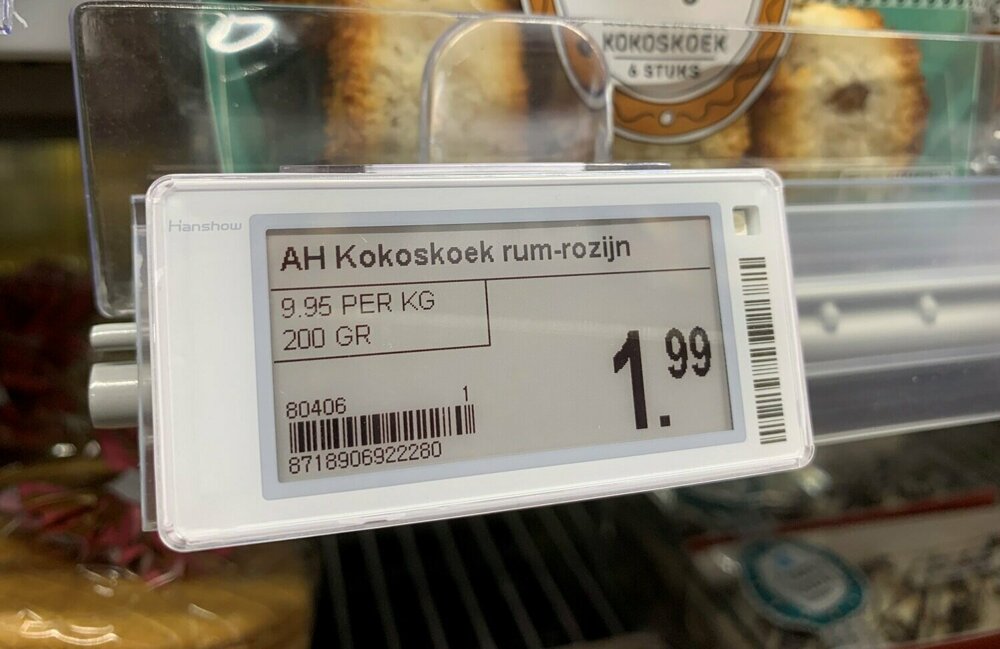 KOKOSKOEK
6 STUKS
Hanshow
AH Kokoskoek rum-rozijn
9.95 PER KG
200 GR
1.99
80406 1
8718906922280